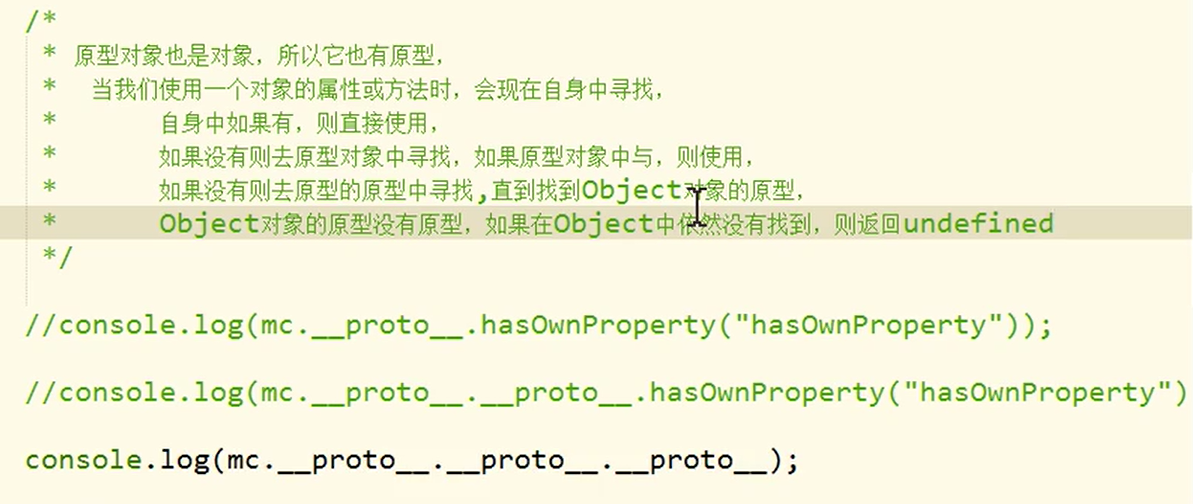 /*
* 原型对象也是对象，所以它也有原型，
* 当我们使用一个对象的属性或方法时，会现在自身中寻找，
* 自身中如果有，则直接使用，
* 如果没有则去原型对象中寻找，如果原型对象中与，则使用，
* 如果没有则去原型的原型中寻找,直到找到Object对象的原型，
* Object对象的原型没有原型，如果在Object中依然没有找到，则返回undefined
*/
//console.log(mc.__proto__.hasOwnProperty("hasOwnProperty"));
//console.log(mc.__proto__.__proto__.hasOwnProperty("hasOwnProperty")
console.log(mc.__proto__.__proto__.__proto__);